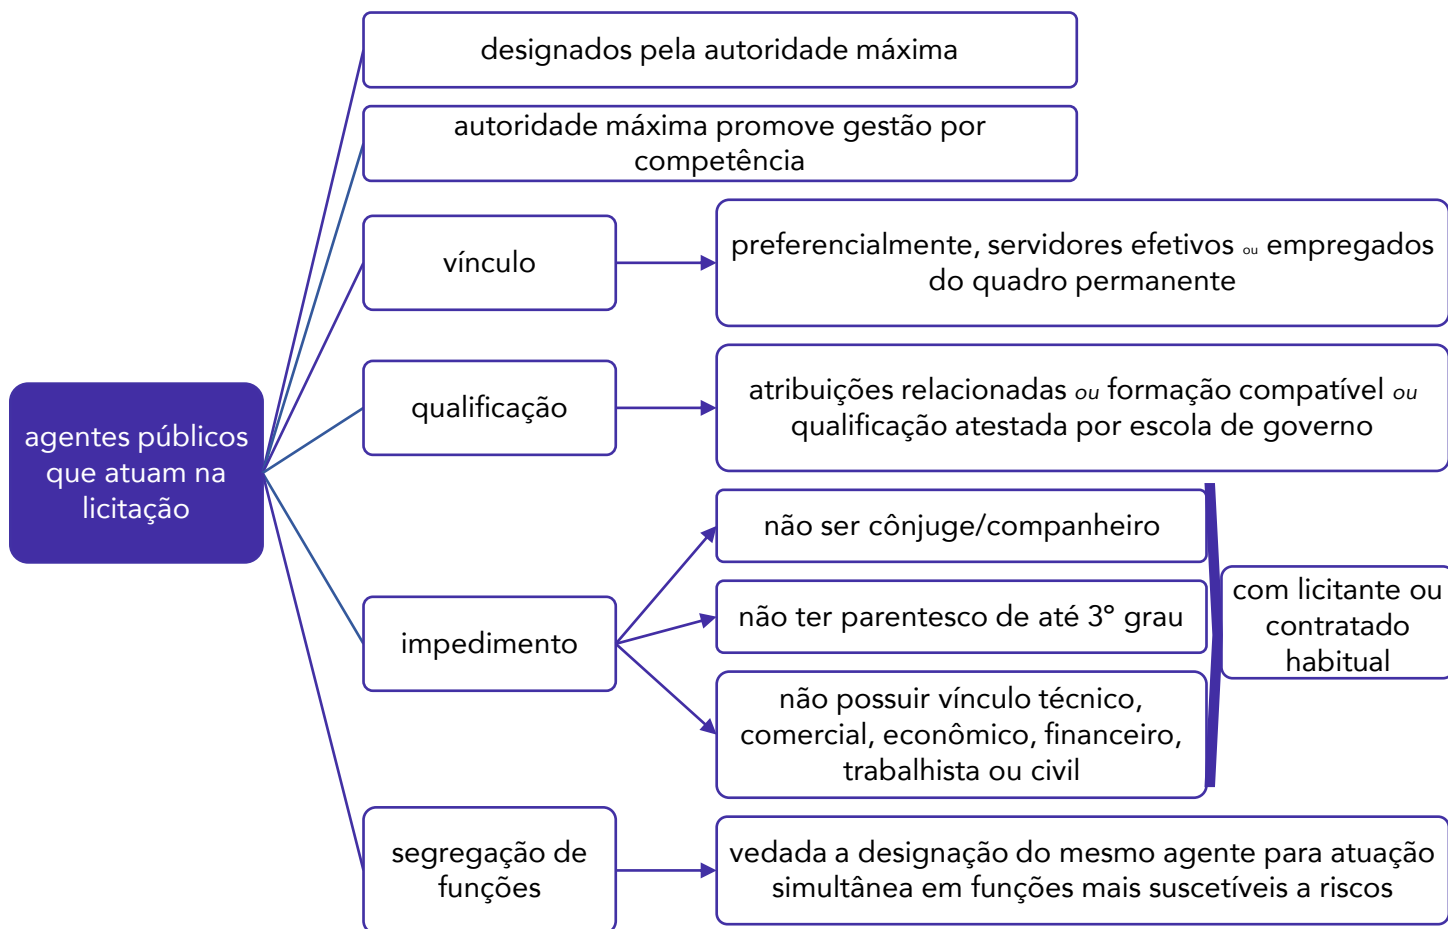 designados pela autoridade máxima
autoridade máxima promove gestão por
competência
vínculo
preferencialmente, servidores efetivos ou empregados
do quadro permanente
qualificação
atribuições relacionadas ou formação compatível ou
qualificação atestada por escola de governo
agentes públicos
que atuam na
licitação
impedimento
não ser cônjuge/companheiro
não ter parentesco de até 3º grau
não possuir vínculo técnico,
comercial, econômico, financeiro,
trabalhista ou civil
com licitante ou
contratado
habitual
segregação de
funções
vedada a designação do mesmo agente para atuação
simultânea em funções mais suscetíveis a riscos